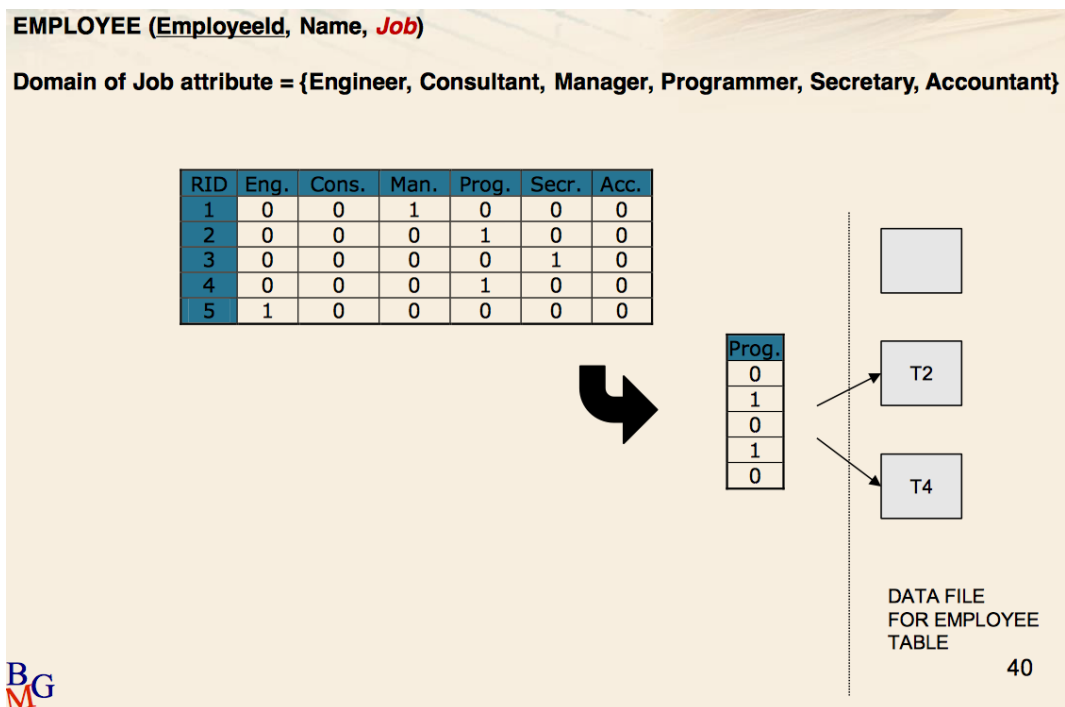 EMPLOYEE (EmployeeId, Name, Job)
Domain of Job attribute = {Engineer, Consultant, Manager, Programmer, Secretary, Accountant}
RID Eng. Cons. Man. Prog. Secr. Acc.
1 0 0 1 0 0 0
2 0 0 0 1 0 0
3 0 0 0 0 1 0
4 0 0 0 1 0 0
5 1 0 0 0 0 0
Prog.
0
1
0
1
0
T2
T4
DATA FILE
FOR EMPLOYEE
TABLE
40
B
M G